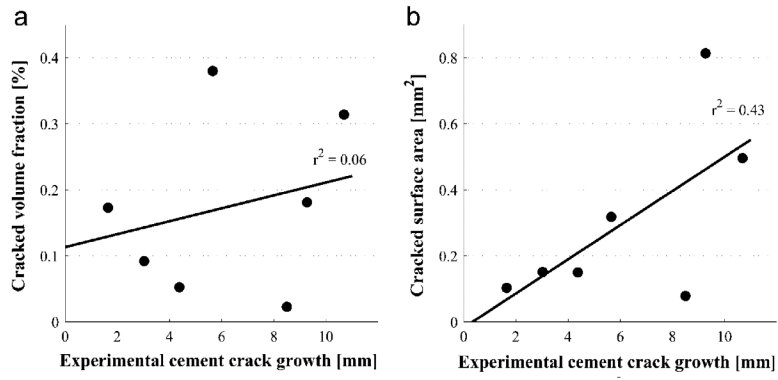 a
Cracked volume fraction [%]
0.4
0.3
0.2
0.1
0
r² = 0.06
0 2 4 6 8 10
Experimental cement crack growth [mm]
b
Cracked surface area [mm²]
0.8
0.6
0.4
0.2
0
r² = 0.43
0 2 4 6 8 10
Experimental cement crack growth [mm]